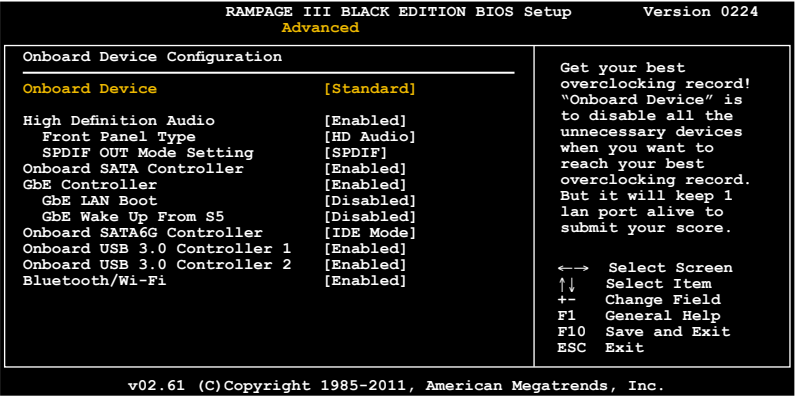 RAMPAGE III BLACK EDITION BIOS Setup Version 0224
Advanced
Onboard Device Configuration
Onboard Device [Standard]
High Definition Audio [Enabled]
Front Panel Type [HD Audio]
SPDIF OUT Mode Setting [SPDIF]
Onboard SATA Controller [Enabled]
GbE Controller [Enabled]
GbE LAN Boot [Disabled]
GbE Wake Up From S5 [Disabled]
Onboard SATA6G Controller [IDE Mode]
Onboard USB 3.0 Controller 1 [Enabled]
Onboard USB 3.0 Controller 2 [Enabled]
Bluetooth/Wi-Fi [Enabled]
Get your best
overclocking record!
“Onboard Device” is
to disable all the
unnecessary devices
when you want to
reach your best
overclocking record.
But it will keep 1
lan port alive to
submit your score.
←→ Select Screen
↑↓ Select Item
+- Change Field
F1 General Help
F10 Save and Exit
ESC Exit
v02.61 (C)Copyright 1985-2011, American Megatrends, Inc.